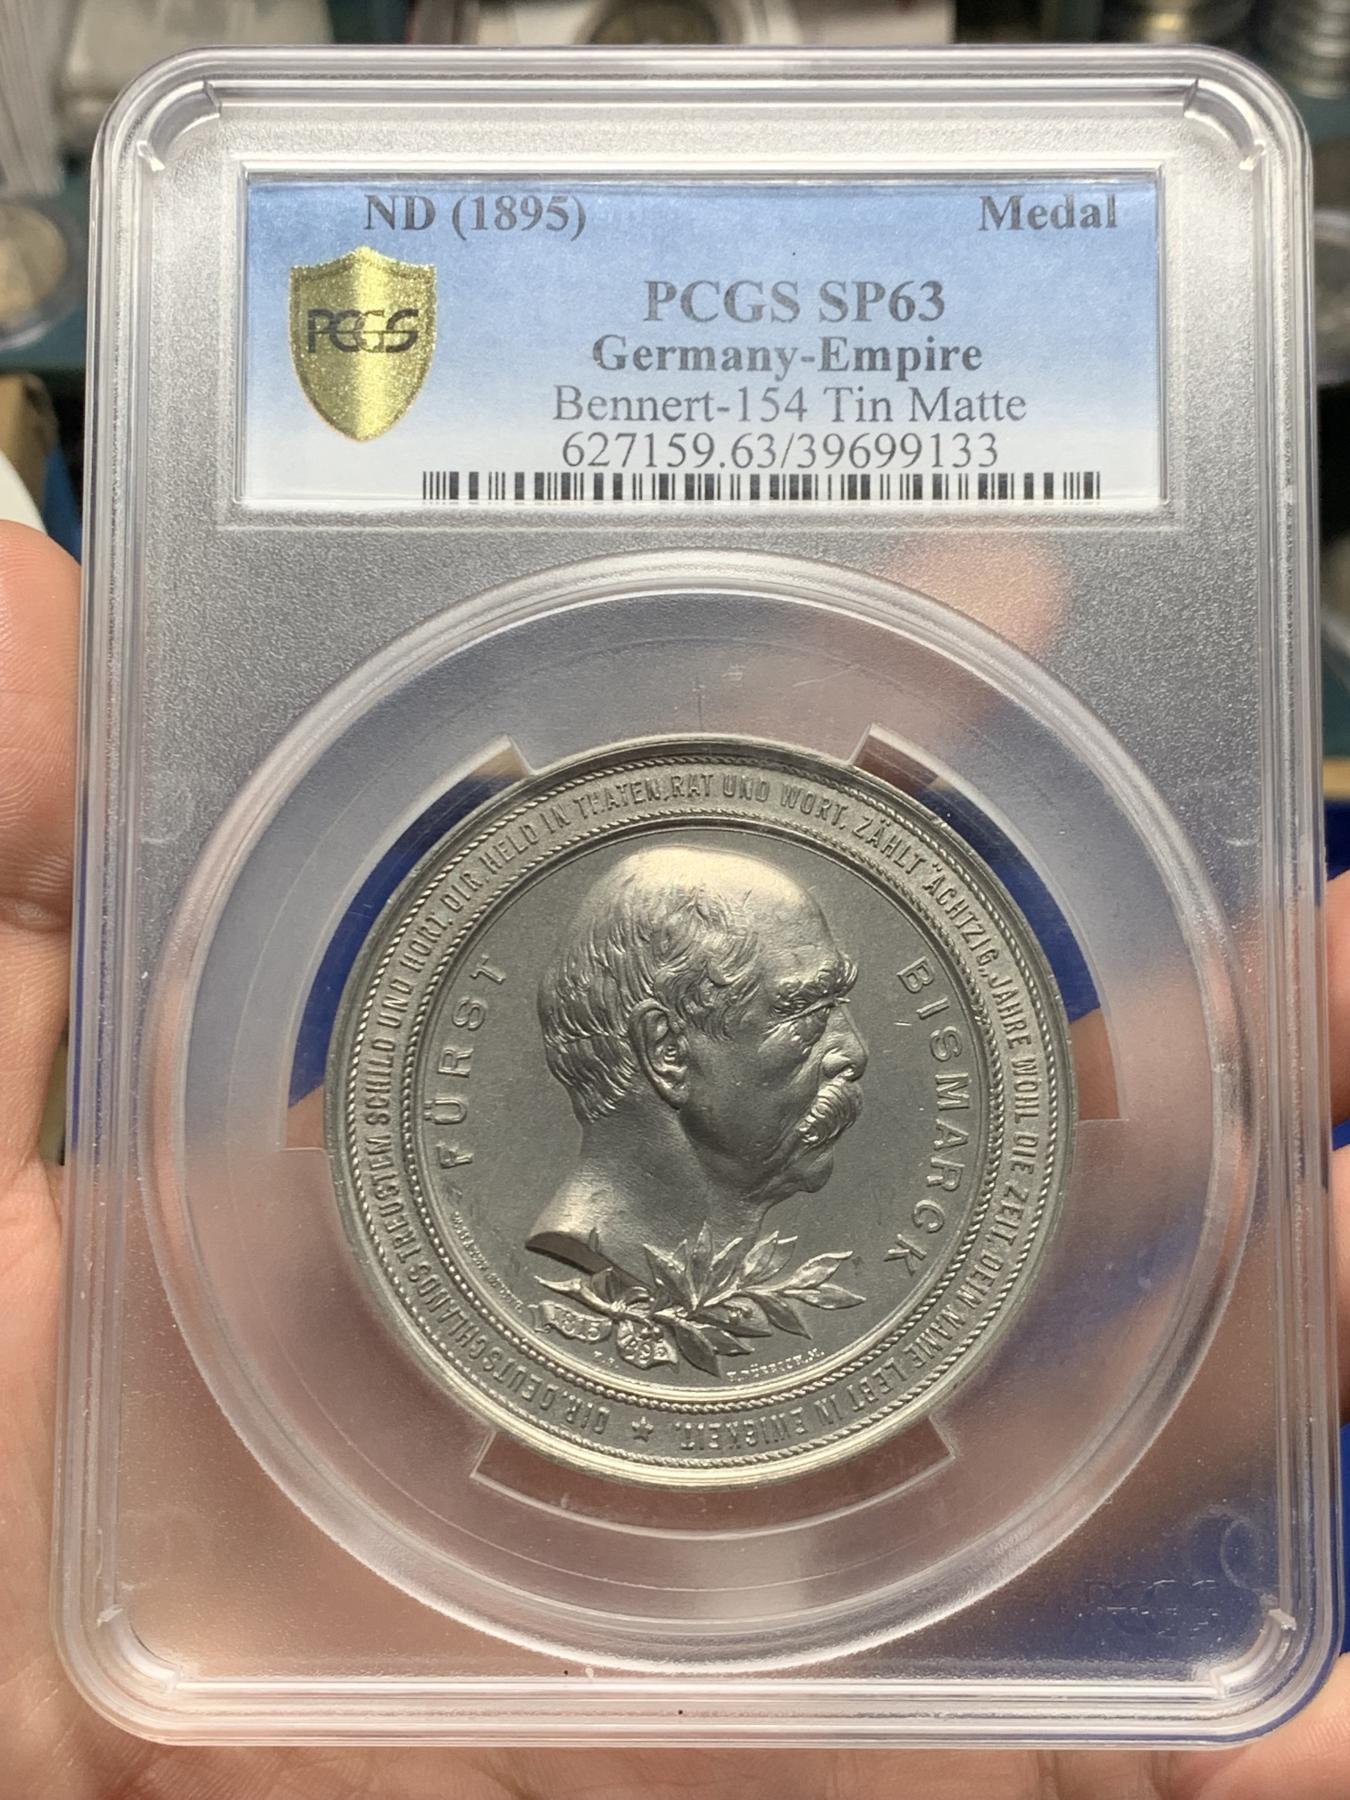 ND (1895) Medal
PCGS
PCGS SP63
Germany-Empire
Bennert-154 Tin Matte
627159.63/39699133
DIR, DEUTSCHLANDS TREUSTEM SCHILD UND HORT, DIR, HELD IN THATEN, RAT UND WORT, ZÄHLT "ACHTZIG" JAHRE WOHL DIE ZEIT, DEIN NAME LEBT IN EWIGKEIT.
FÜRST BISMARCK
1815
PCGS